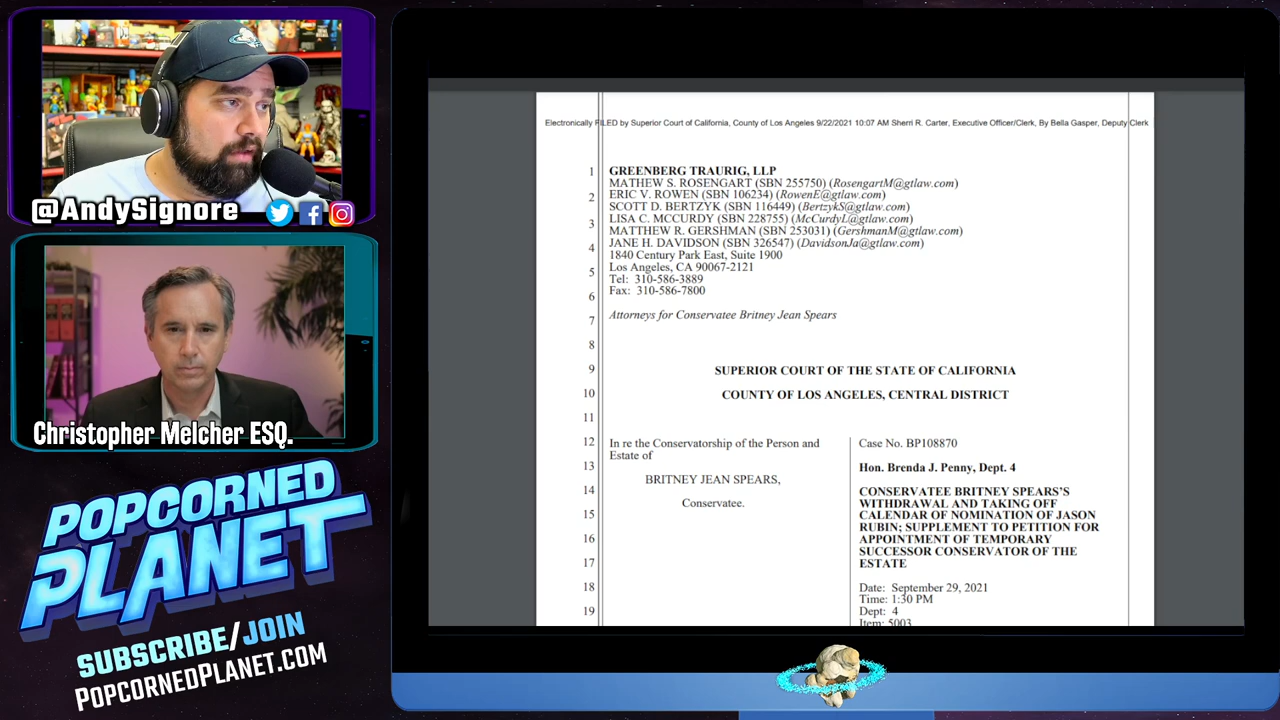 @AndySignore
Christopher Melcher ESQ.
POPCORNED
PLANET
SUBSCRIBE/JOIN
POPCORNEDPLANET.COM
Electronically FILED by Superior Court of California, County of Los Angeles 9/22/2021 10:07 AM Sherri R. Carter, Executive Officer/Clerk, By Bella Gasper, Deputy Clerk
1 GREENBERG TRAURIG, LLP
MATHEW S. ROSENGART (SBN 255750) (RosengartM@gtlaw.com)
2 ERIC V. ROWEN (SBN 106234) (RowenE@gtlaw.com)
SCOTT D. BERTZYK (SBN 116449) (BertzykS@gtlaw.com)
3 LISA C. MCCURDY (SBN 228755) (McCurdyL@gtlaw.com)
MATTHEW R. GERSHMAN (SBN 253031) (GershmanM@gtlaw.com)
4 JANE H. DAVIDSON (SBN 326547) (DavidsonJa@gtlaw.com)
1840 Century Park East, Suite 1900
5 Los Angeles, CA 90067-2121
Tel: 310-586-3889
6 Fax: 310-586-7800
7 Attorneys for Conservatee Britney Jean Spears
8
9 SUPERIOR COURT OF THE STATE OF CALIFORNIA
10 COUNTY OF LOS ANGELES, CENTRAL DISTRICT
11
12 In re the Conservatorship of the Person and
Estate of
13
BRITNEY JEAN SPEARS,
14
Conservatee.
15
16
17
18
19
Case No. BP108870
Hon. Brenda J. Penny, Dept. 4
CONSERVATEE BRITNEY SPEARS'S
WITHDRAWAL AND TAKING OFF
CALENDAR OF NOMINATION OF JASON
RUBIN; SUPPLEMENT TO PETITION FOR
APPOINTMENT OF TEMPORARY
SUCCESSOR CONSERVATOR OF THE
ESTATE
Date: September 29, 2021
Time: 1:30 PM
Dept: 4
Item: 5003